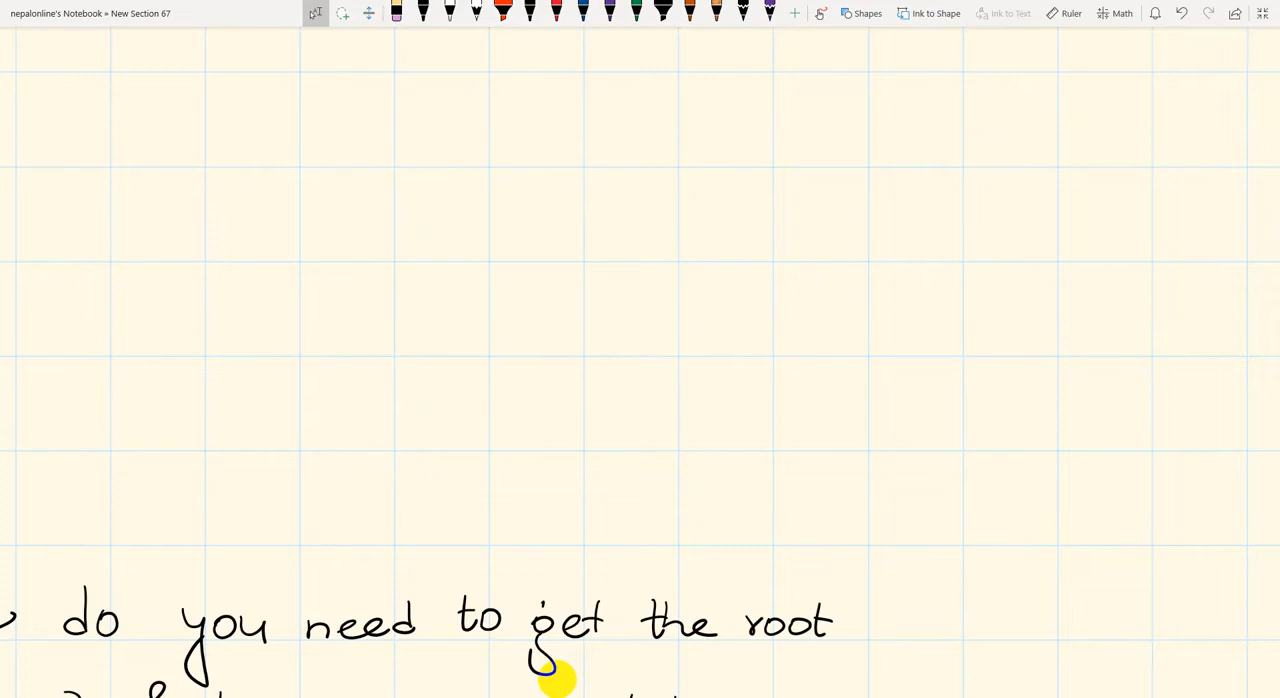 nepalonline's Notebook » New Section 67
Shapes Ink to Shape Ink to Text Ruler Math
do you need to get the root